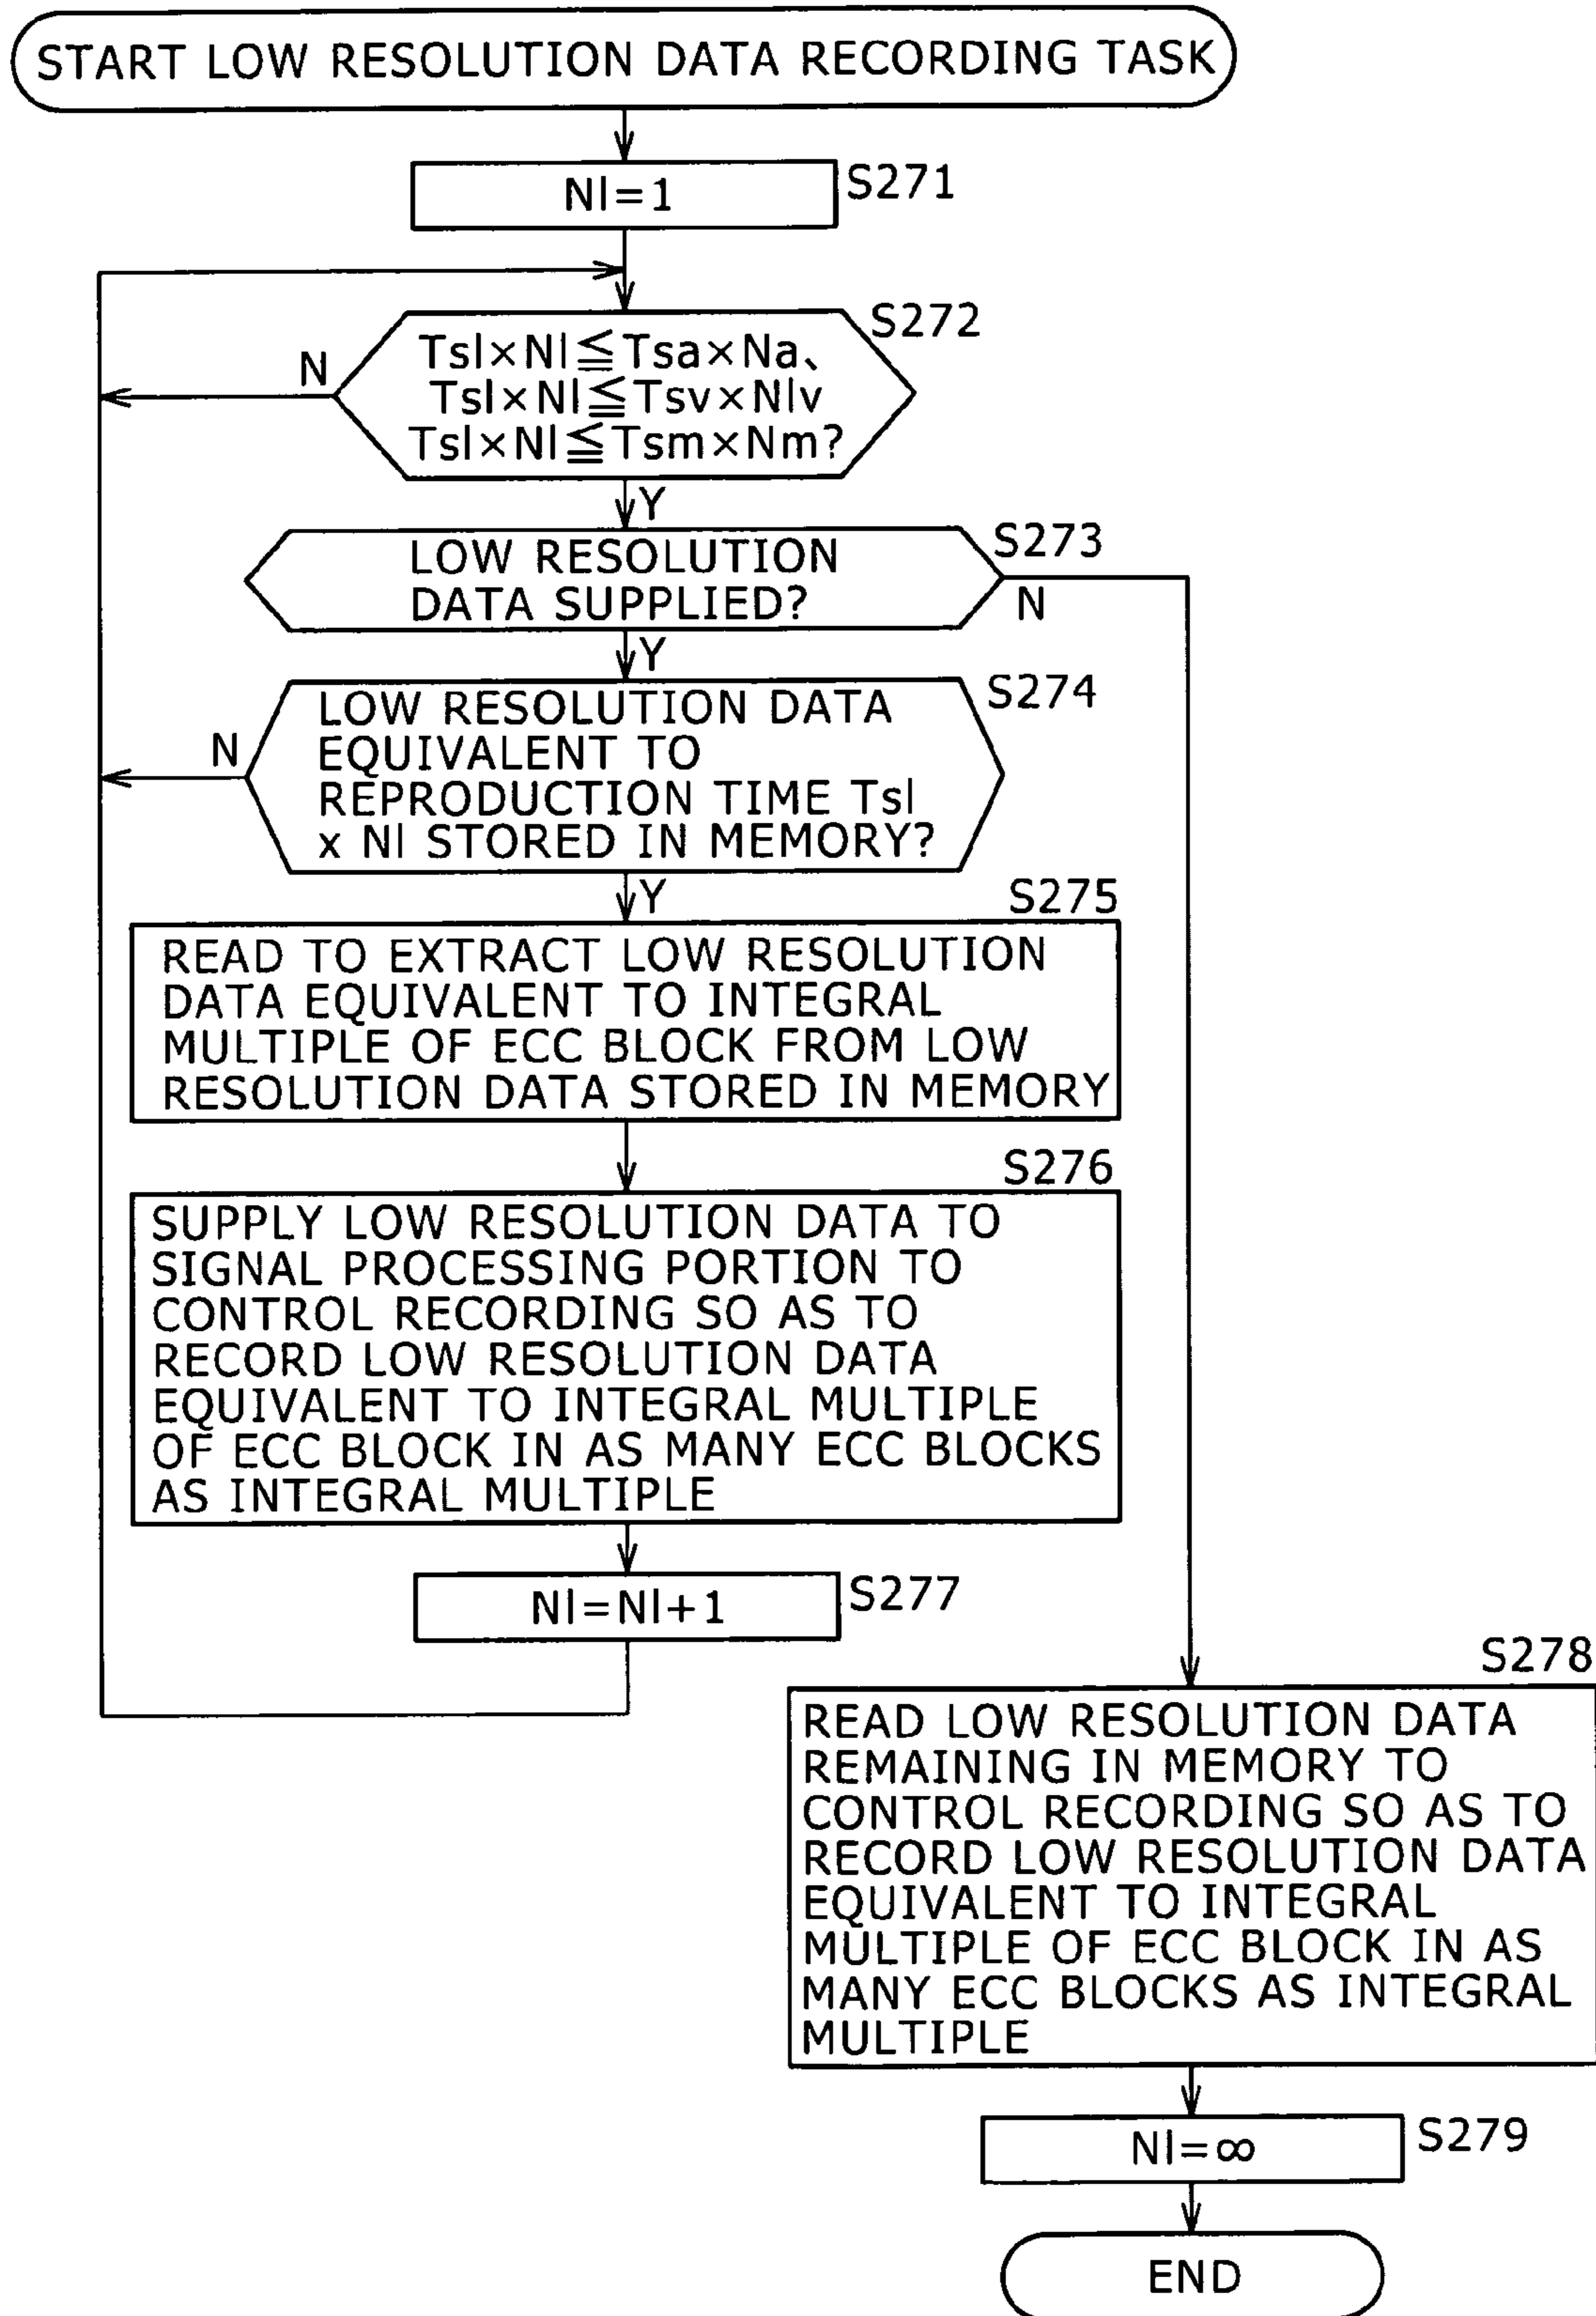 START LOW RESOLUTION DATA RECORDING TASK
Nl=1
S271
S272
Tsl×Nl≦Tsa×Na、
Tsl×Nl≦Tsv×Nlv
Tsl×Nl≦Tsm×Nm?
N
Y
S273
LOW RESOLUTION
DATA SUPPLIED?
N
Y
S274
LOW RESOLUTION DATA
EQUIVALENT TO
REPRODUCTION TIME Tsl
x Nl STORED IN MEMORY?
N
Y
S275
READ TO EXTRACT LOW RESOLUTION
DATA EQUIVALENT TO INTEGRAL
MULTIPLE OF ECC BLOCK FROM LOW
RESOLUTION DATA STORED IN MEMORY
S276
SUPPLY LOW RESOLUTION DATA TO
SIGNAL PROCESSING PORTION TO
CONTROL RECORDING SO AS TO
RECORD LOW RESOLUTION DATA
EQUIVALENT TO INTEGRAL MULTIPLE
OF ECC BLOCK IN AS MANY ECC BLOCKS
AS INTEGRAL MULTIPLE
Nl=Nl+1
S277
S278
READ LOW RESOLUTION DATA
REMAINING IN MEMORY TO
CONTROL RECORDING SO AS TO
RECORD LOW RESOLUTION DATA
EQUIVALENT TO INTEGRAL
MULTIPLE OF ECC BLOCK IN AS
MANY ECC BLOCKS AS INTEGRAL
MULTIPLE
Nl=∞
S279
END